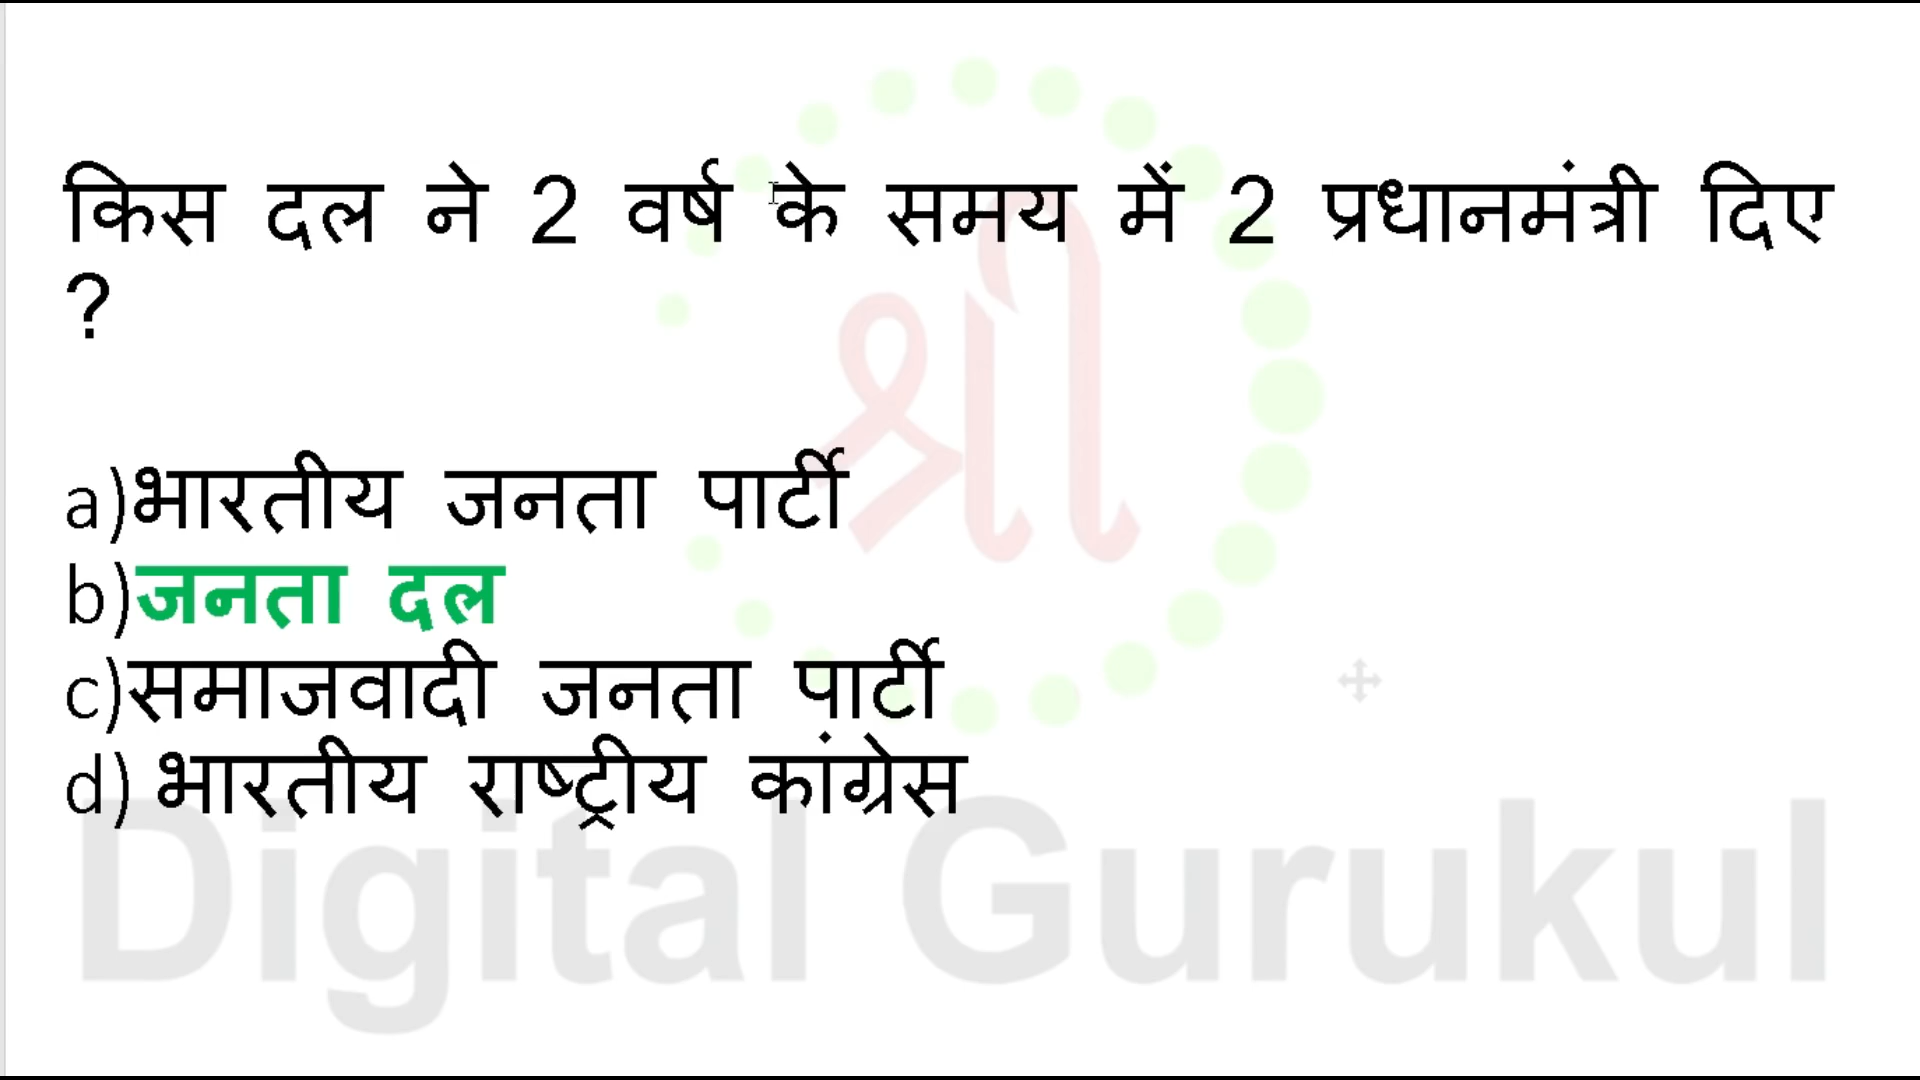 किस दल ने 2 वर्ष के समय में 2 प्रधानमंत्री दिए
?
श्री
a)भारतीय जनता पार्टी
b)जनता दल
c)समाजवादी जनता पार्टी
d) भारतीय राष्ट्रीय कांग्रेस
Digital Gurukul